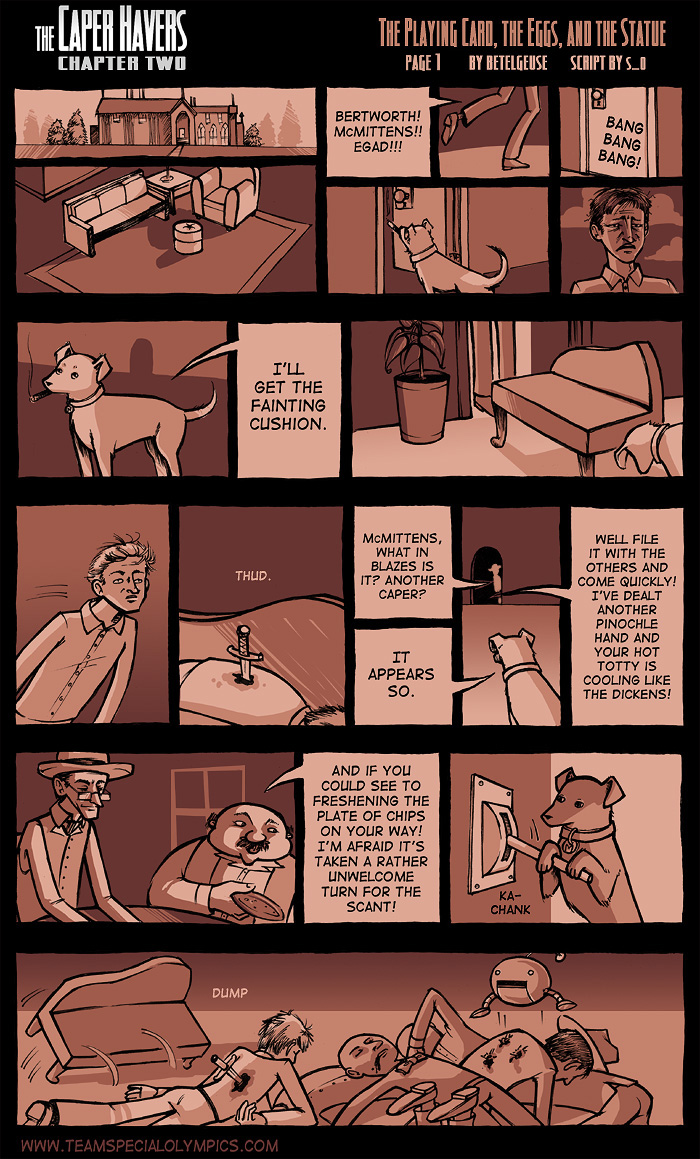 THE CAPER HAVERS
CHAPTER TWO
THE PLAYING CARD, THE EGGS, AND THE STATUE
PAGE 1 BY BETELGEUSE SCRIPT BY S_O
BERTWORTH!
McMITTENS!!
EGAD!!!
BANG
BANG
BANG!
I'LL
GET THE
FAINTING
CUSHION.
THUD.
McMITTENS,
WHAT IN
BLAZES IS
IT? ANOTHER
CAPER?
IT
APPEARS
SO.
WELL FILE
IT WITH THE
OTHERS AND
COME QUICKLY!
I'VE DEALT
ANOTHER
PINOCHLE
HAND AND
YOUR HOT
TOTTY IS
COOLING LIKE
THE DICKENS!
AND IF YOU
COULD SEE TO
FRESHENING THE
PLATE OF CHIPS
ON YOUR WAY!
I'M AFRAID IT'S
TAKEN A RATHER
UNWELCOME
TURN FOR THE
SCANT!
KA-
CHANK
DUMP
WWW.TEAMSPECIALOLYMPICS.COM